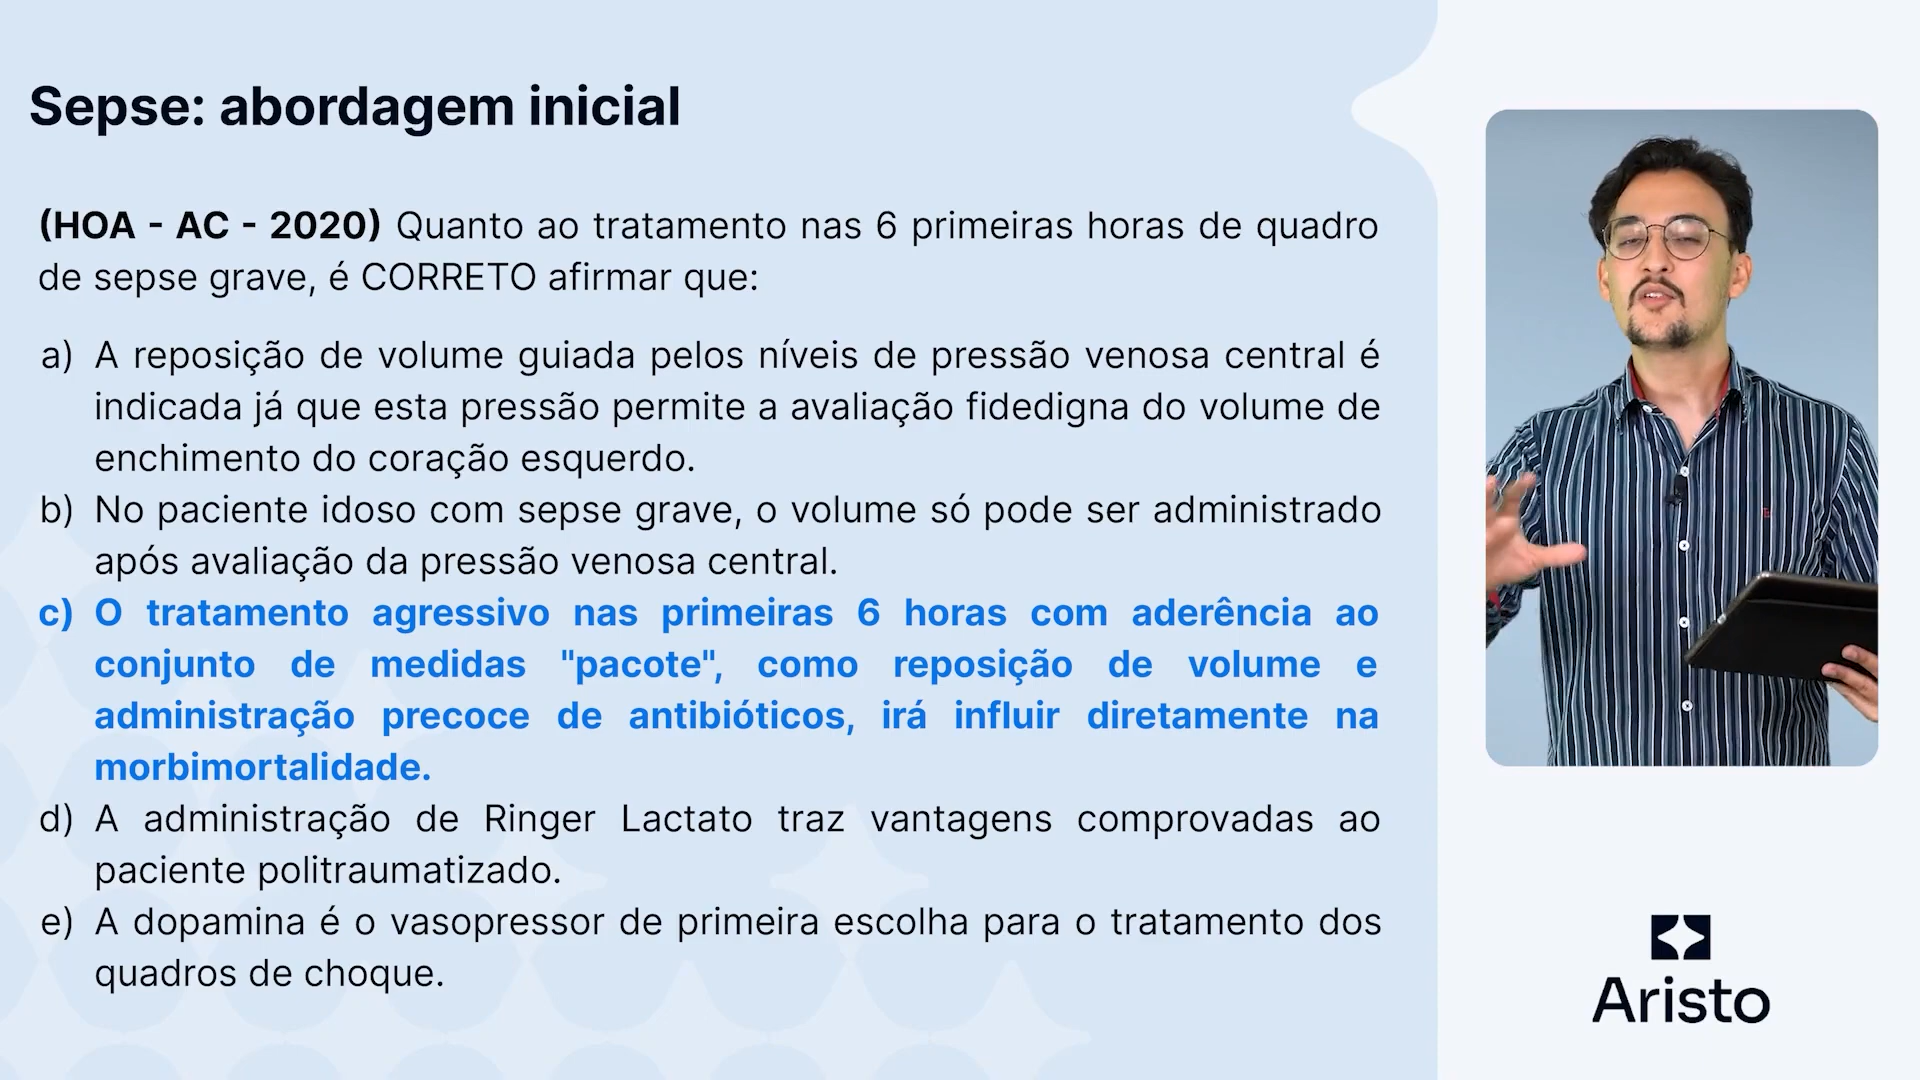 Sepse: abordagem inicial
(HOA - AC - 2020) Quanto ao tratamento nas 6 primeiras horas de quadro
de sepse grave, é CORRETO afirmar que:
a) A reposição de volume guiada pelos níveis de pressão venosa central é
indicada já que esta pressão permite a avaliação fidedigna do volume de
enchimento do coração esquerdo.
b) No paciente idoso com sepse grave, o volume só pode ser administrado
após avaliação da pressão venosa central.
c) O tratamento agressivo nas primeiras 6 horas com aderência ao
conjunto de medidas "pacote", como reposição de volume e
administração precoce de antibióticos, irá influir diretamente na
morbimortalidade.
d) A administração de Ringer Lactato traz vantagens comprovadas ao
paciente politraumatizado.
e) A dopamina é o vasopressor de primeira escolha para o tratamento dos
quadros de choque.
Aristo